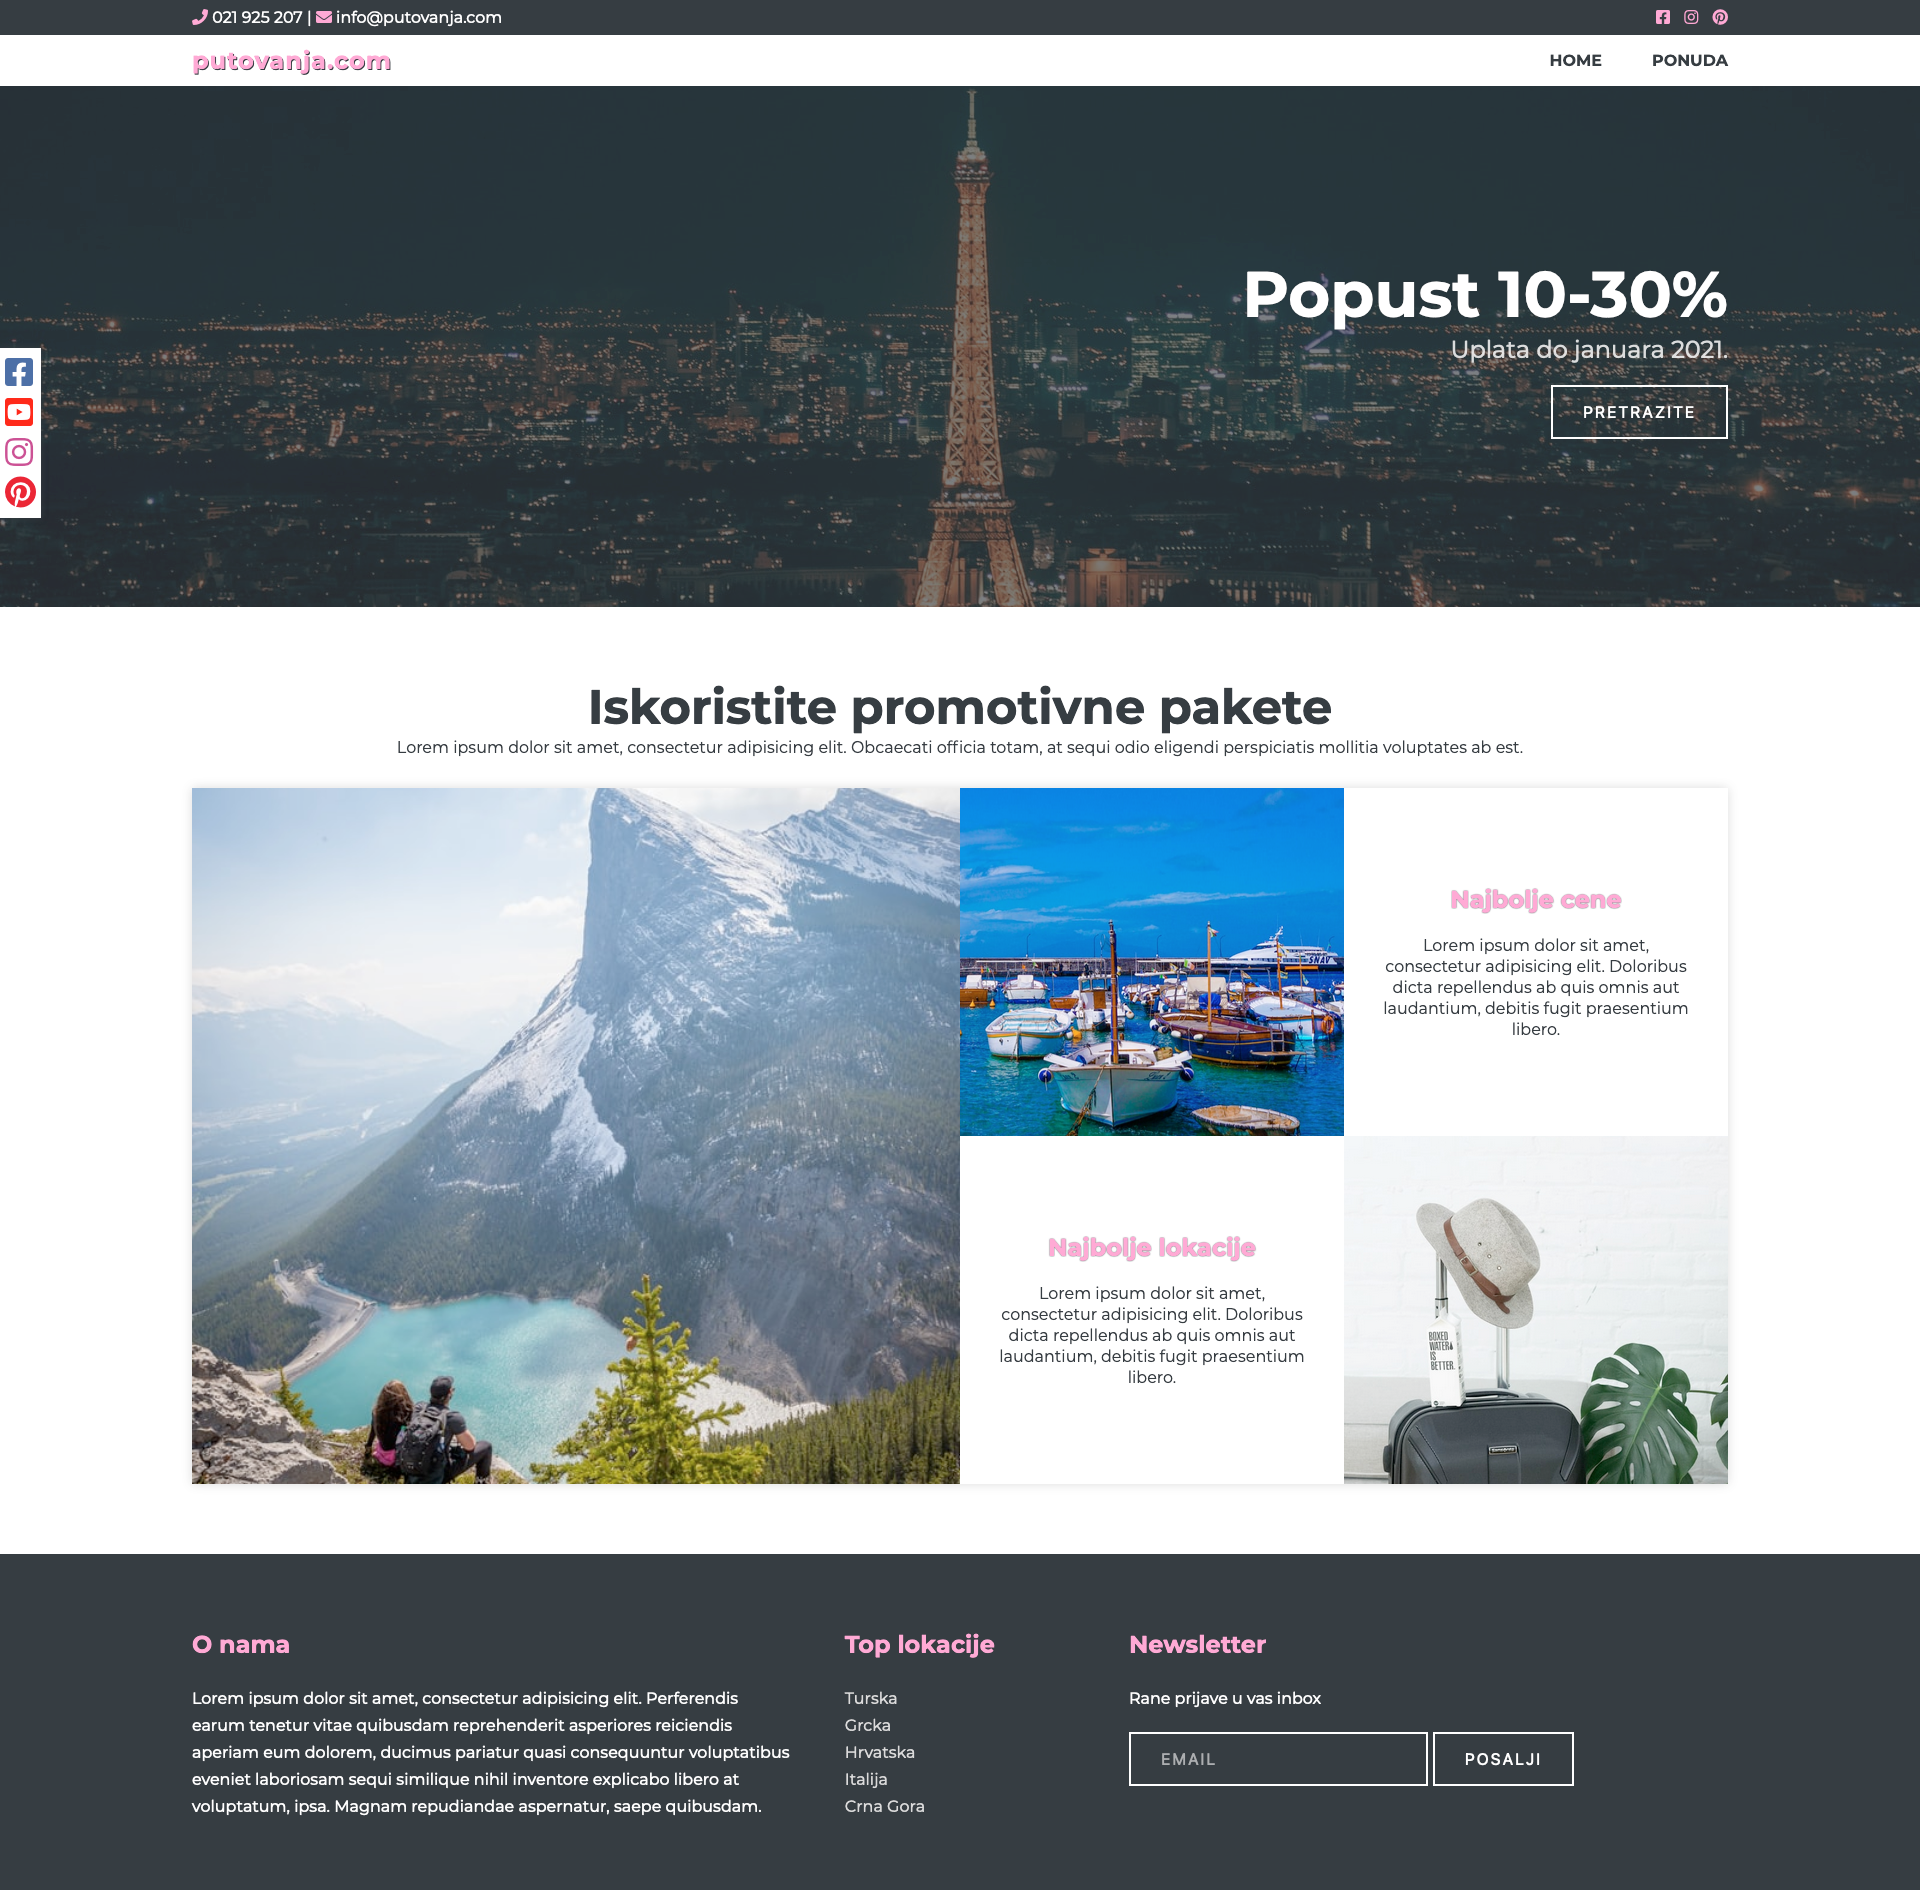 021 925 207 | info@putovanja.com
putovanja.com
HOME
PONUDA
Popust 10-30%
Uplata do januara 2021.
PRETRAZITE
Iskoristite promotivne pakete
Lorem ipsum dolor sit amet, consectetur adipisicing elit. Obcaecati officia totam, at sequi odio eligendi perspiciatis mollitia voluptates ab est.
SNAV
Najbolje cene
Lorem ipsum dolor sit amet,
consectetur adipisicing elit. Doloribus
dicta repellendus ab quis omnis aut
laudantium, debitis fugit praesentium
libero.
Najbolje lokacije
Lorem ipsum dolor sit amet,
consectetur adipisicing elit. Doloribus
dicta repellendus ab quis omnis aut
laudantium, debitis fugit praesentium
libero.
BOXED
WATER
IS
BETTER.
Samsonite
O nama
Lorem ipsum dolor sit amet, consectetur adipisicing elit. Perferendis
earum tenetur vitae quibusdam reprehenderit asperiores reiciendis
aperiam eum dolorem, ducimus pariatur quasi consequuntur voluptatibus
eveniet laboriosam sequi similique nihil inventore explicabo libero at
voluptatum, ipsa. Magnam repudiandae aspernatur, saepe quibusdam.
Top lokacije
Turska
Grcka
Hrvatska
Italija
Crna Gora
Newsletter
Rane prijave u vas inbox
EMAIL
POSALJI